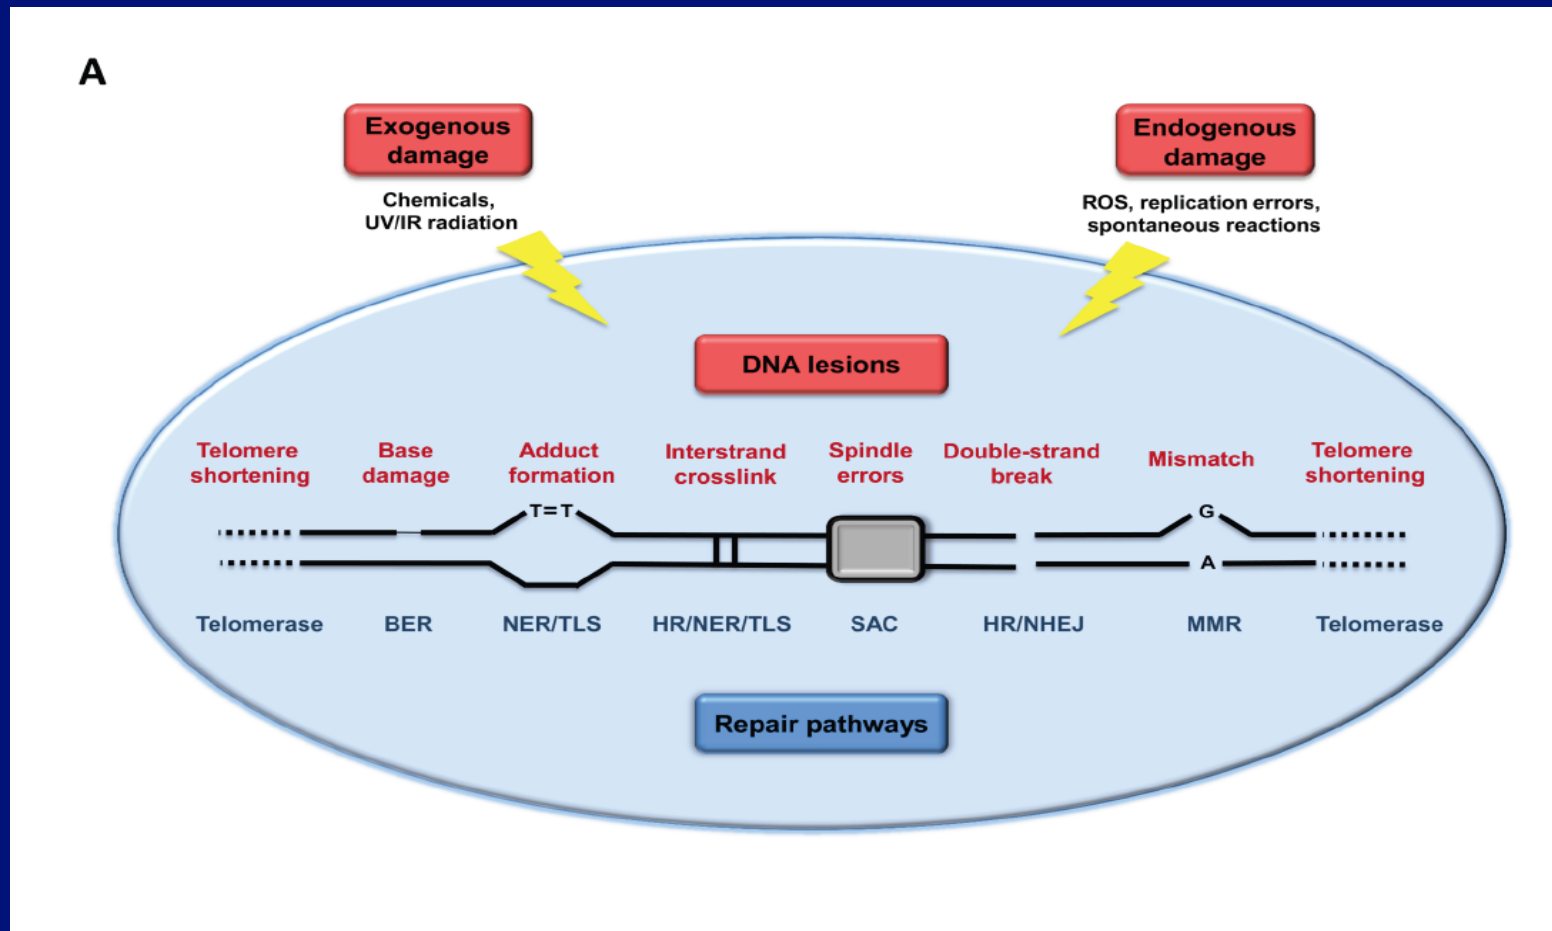 A
Exogenous
damage
Endogenous
damage
Chemicals,
UV/IR radiation
ROS, replication errors,
spontaneous reactions
DNA lesions
Telomere
shortening
Base
damage
Adduct
formation
Interstrand
crosslink
Spindle
errors
Double-strand
break
Mismatch
Telomere
shortening
T=T
G
A
Telomerase
BER
NER/TLS
HR/NER/TLS
SAC
HR/NHEJ
MMR
Telomerase
Repair pathways